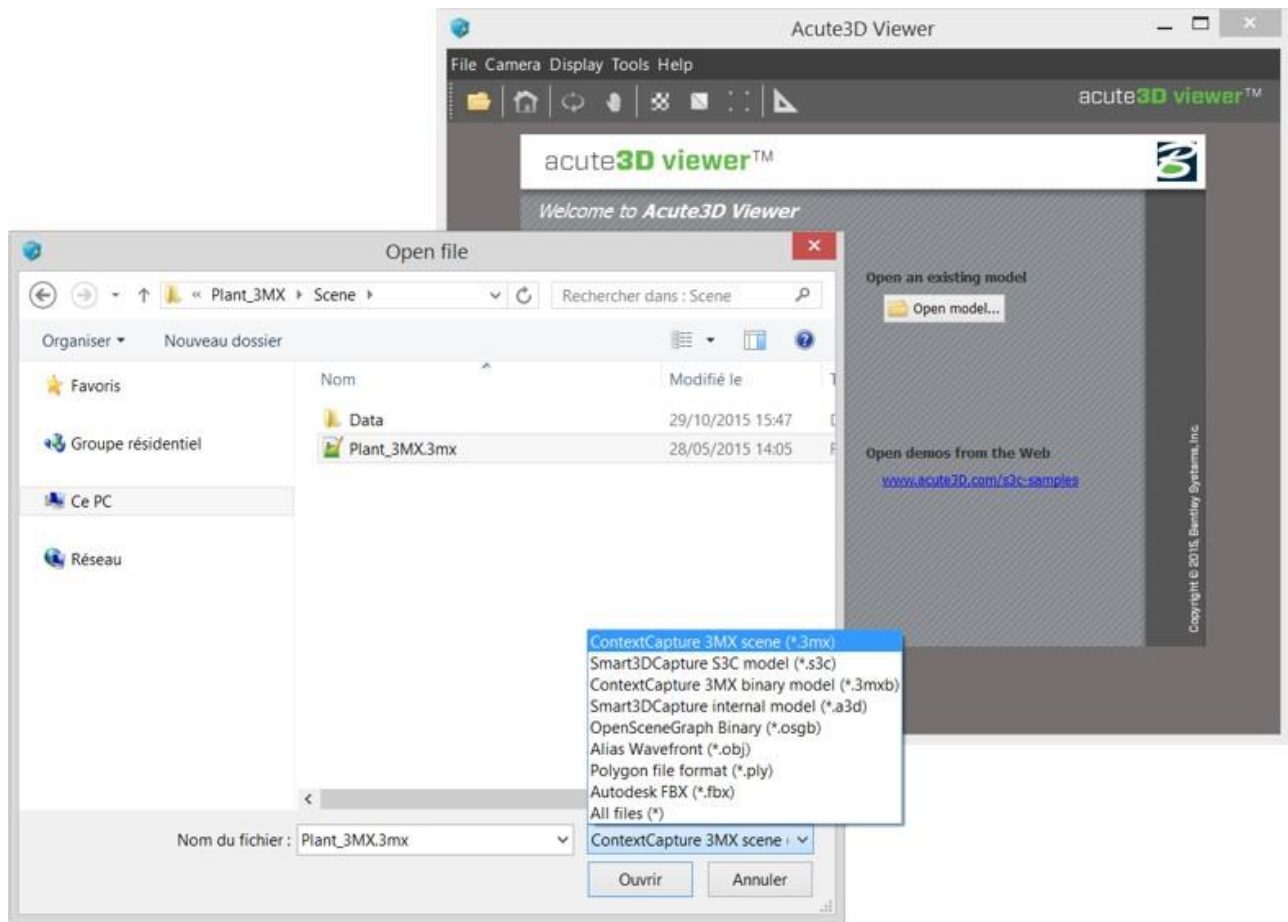 Acute3D Viewer
File Camera Display Tools Help
acute3D viewer™
acute3D viewer™
Welcome to Acute3D Viewer
Open an existing model
Open model...
Open demos from the Web
www.acute3D.com/s3c-samples
Copyright © 2015, Bentley Systems, Inc.
Open file
« Plant_3MX Scene
Rechercher dans : Scene
Organiser Nouveau dossier
Favoris
Groupe résidentiel
Ce PC
Réseau
Nom Modifié le
Data 29/10/2015 15:47
Plant_3MX.3mx 28/05/2015 14:05
ContextCapture 3MX scene (*.3mx)
Smart3DCapture S3C model (*.s3c)
ContextCapture 3MX binary model (*.3mxb)
Smart3DCapture internal model (*.a3d)
OpenSceneGraph Binary (*.osgb)
Alias Wavefront (*.obj)
Polygon file format (*.ply)
Autodesk FBX (*.fbx)
All files (*)
Nom du fichier : Plant_3MX.3mx ContextCapture 3MX scene
Ouvrir Annuler